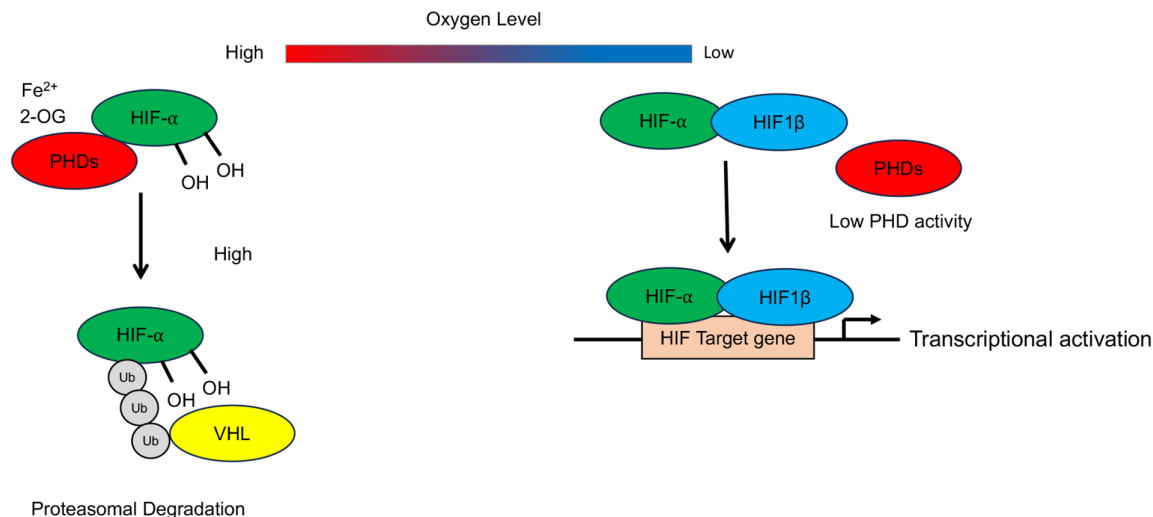 Oxygen Level
High
Low
Fe²⁺
2-OG
HIF-α
PHDs
OH
OH
HIF-α
HIF1β
PHDs
Low PHD activity
High
HIF-α
Ub
Ub
Ub
OH
OH
VHL
Proteasomal Degradation
HIF-α
HIF1β
HIF Target gene
Transcriptional activation